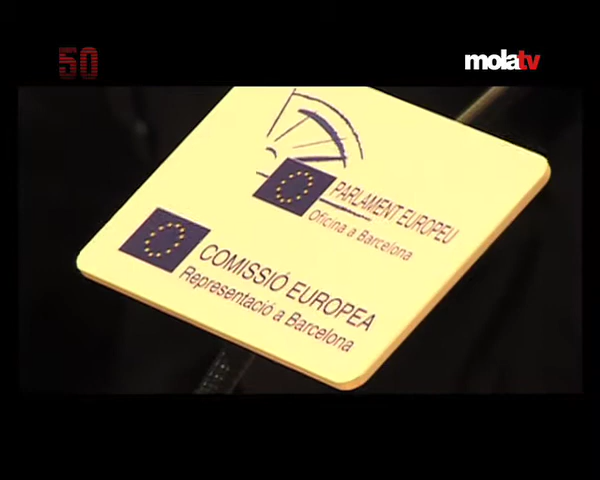 50
molatv
PARLAMENT EUROPEU
Oficina a Barcelona
COMISSIÓ EUROPEA
Representació a Barcelona